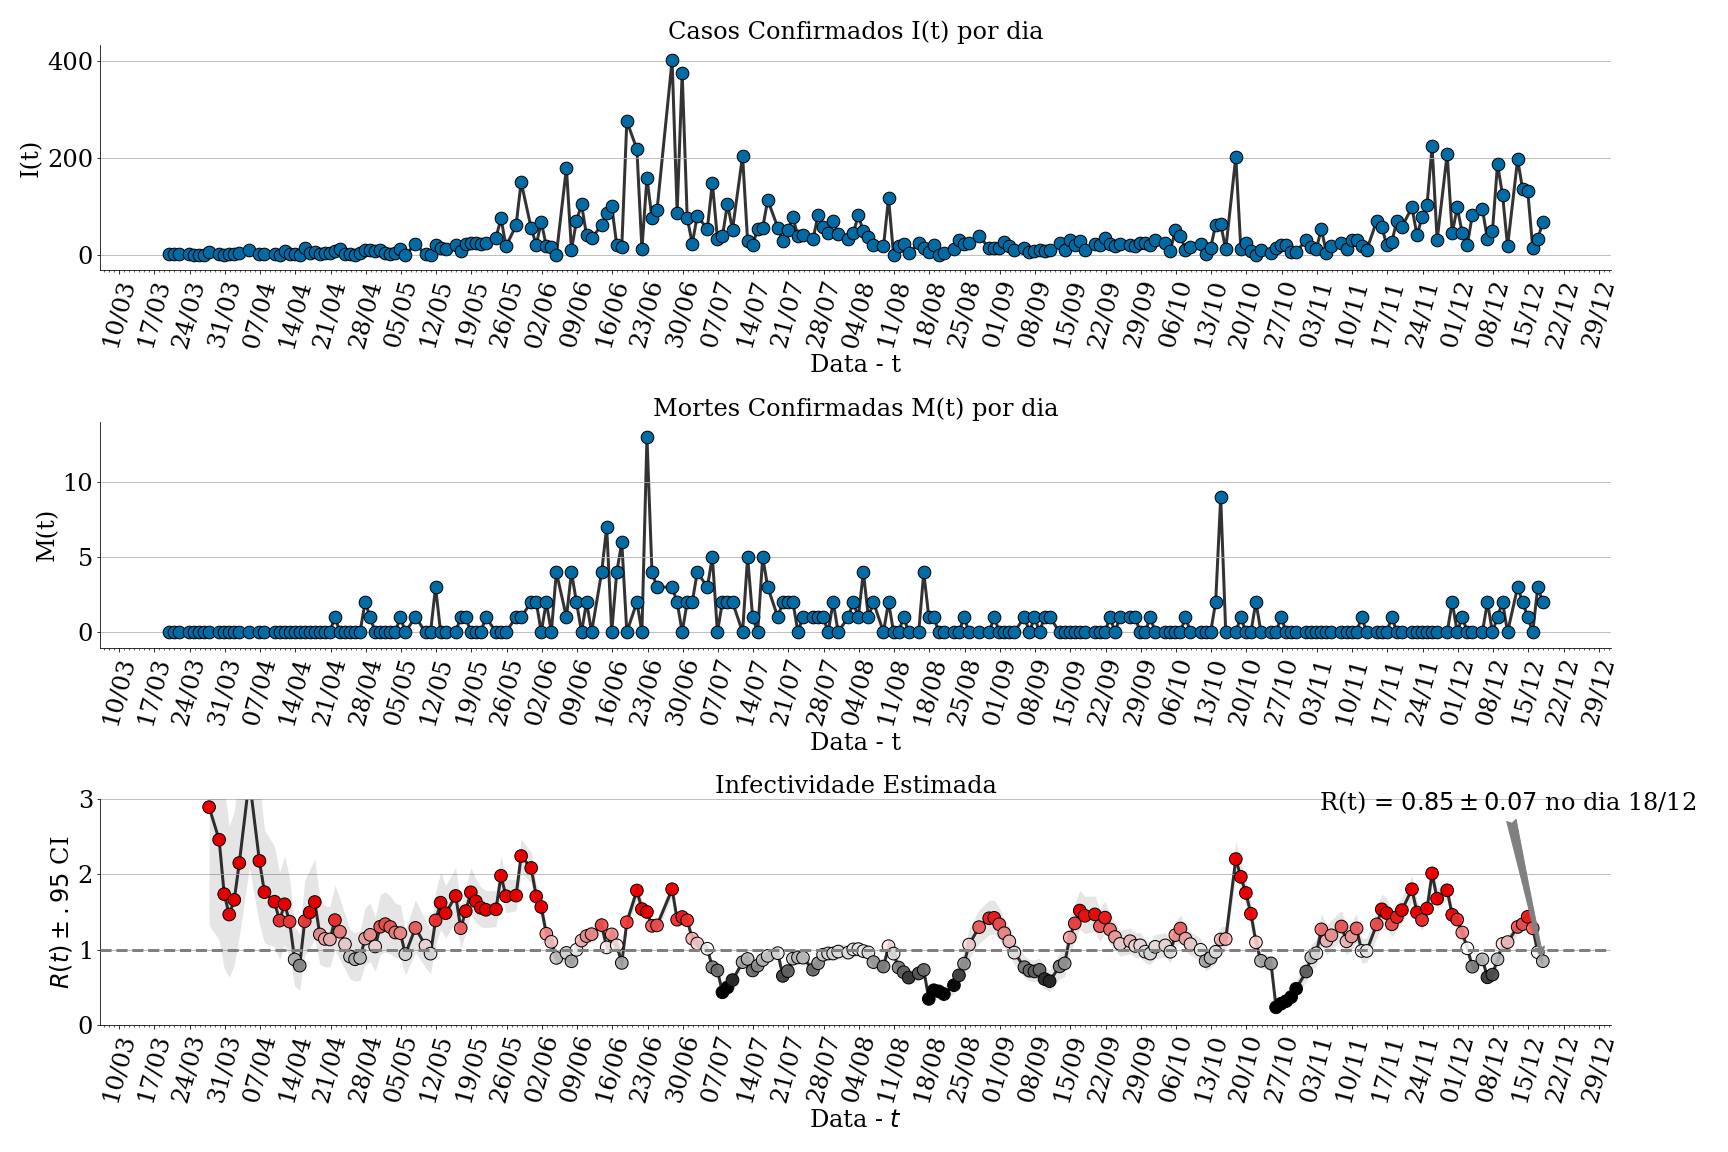 Casos Confirmados I(t) por dia
I(t)
400
200
0
10/03 17/03 24/03 31/03 07/04 14/04 21/04 28/04 05/05 12/05 19/05 26/05 02/06 09/06 16/06 23/06 30/06 07/07 14/07 21/07 28/07 04/08 11/08 18/08 25/08 01/09 08/09 15/09 22/09 29/09 06/10 13/10 20/10 27/10 03/11 10/11 17/11 24/11 01/12 08/12 15/12 22/12 29/12
Data - t
Mortes Confirmadas M(t) por dia
M(t)
10
5
0
10/03 17/03 24/03 31/03 07/04 14/04 21/04 28/04 05/05 12/05 19/05 26/05 02/06 09/06 16/06 23/06 30/06 07/07 14/07 21/07 28/07 04/08 11/08 18/08 25/08 01/09 08/09 15/09 22/09 29/09 06/10 13/10 20/10 27/10 03/11 10/11 17/11 24/11 01/12 08/12 15/12 22/12 29/12
Data - t
Infectividade Estimada
R(t) ± .95 CI
3
R(t) = 0.85 ± 0.07 no dia 18/12
2
1
0
10/03 17/03 24/03 31/03 07/04 14/04 21/04 28/04 05/05 12/05 19/05 26/05 02/06 09/06 16/06 23/06 30/06 07/07 14/07 21/07 28/07 04/08 11/08 18/08 25/08 01/09 08/09 15/09 22/09 29/09 06/10 13/10 20/10 27/10 03/11 10/11 17/11 24/11 01/12 08/12 15/12 22/12 29/12
Data - t